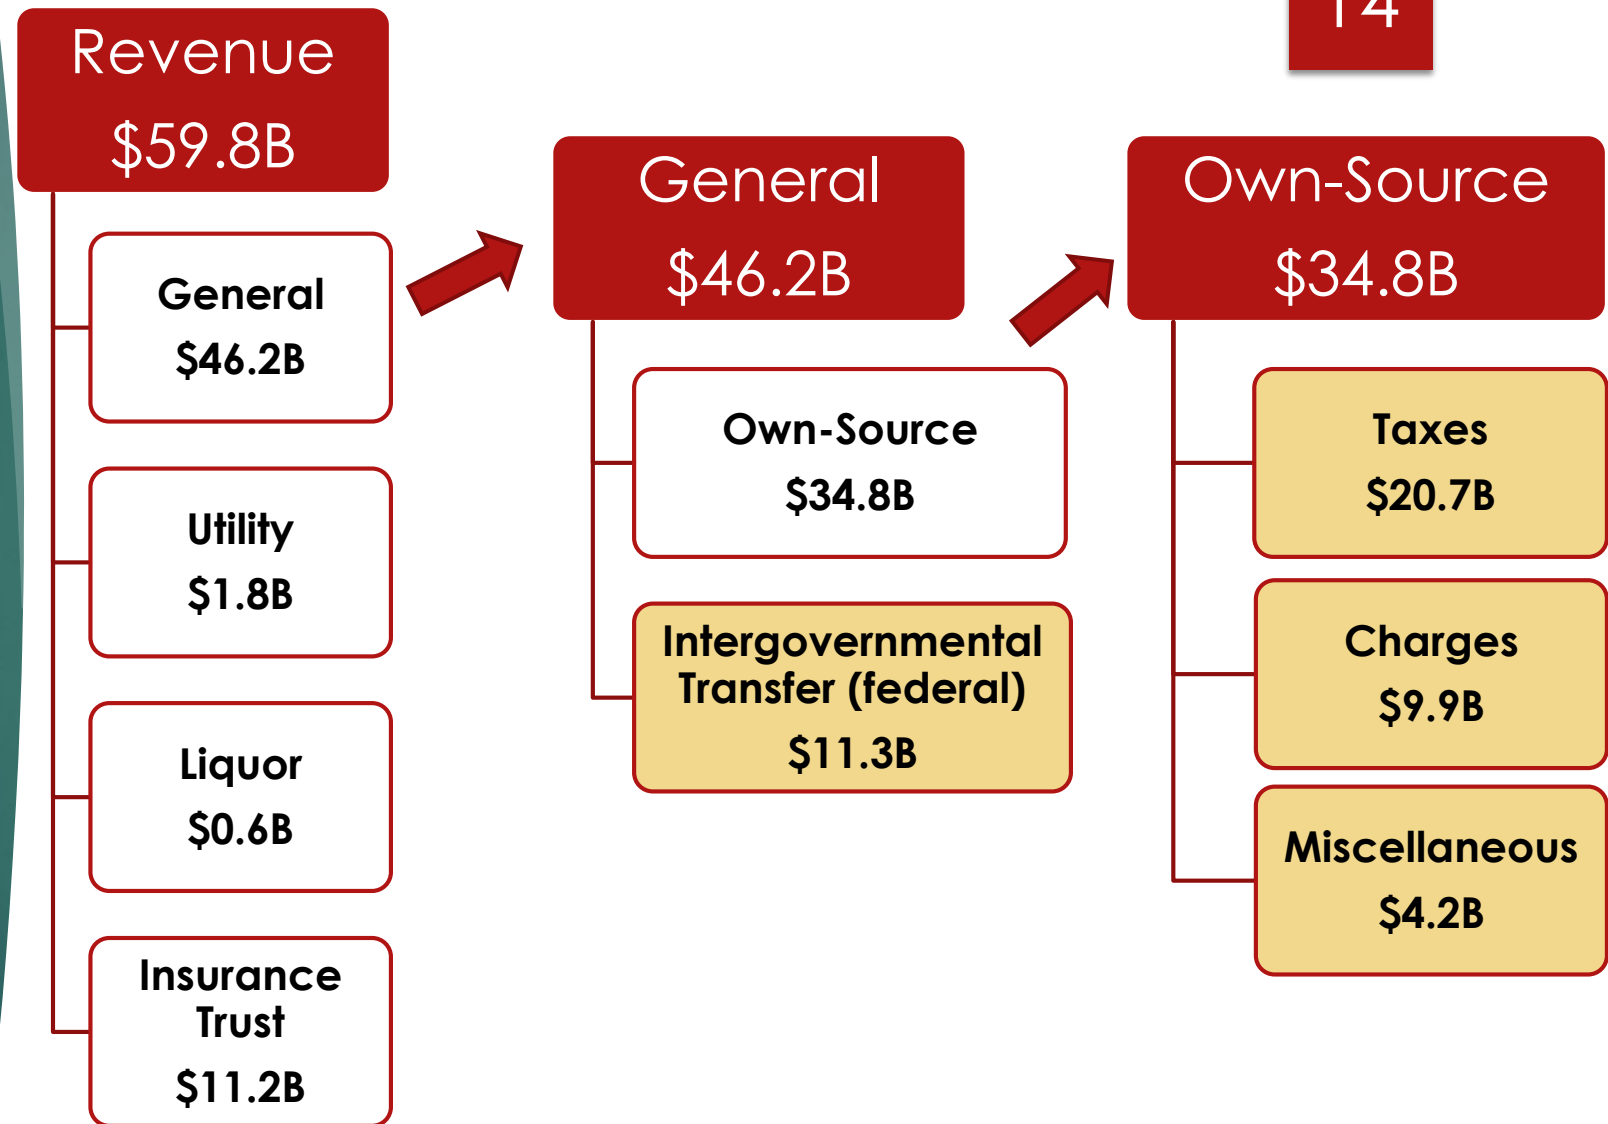 14
Revenue
$59.8B
General
$46.2B
Utility
$1.8B
Liquor
$0.6B
Insurance
Trust
$11.2B
General
$46.2B
Own-Source
$34.8B
Intergovernmental
Transfer (federal)
$11.3B
Own-Source
$34.8B
Taxes
$20.7B
Charges
$9.9B
Miscellaneous
$4.2B